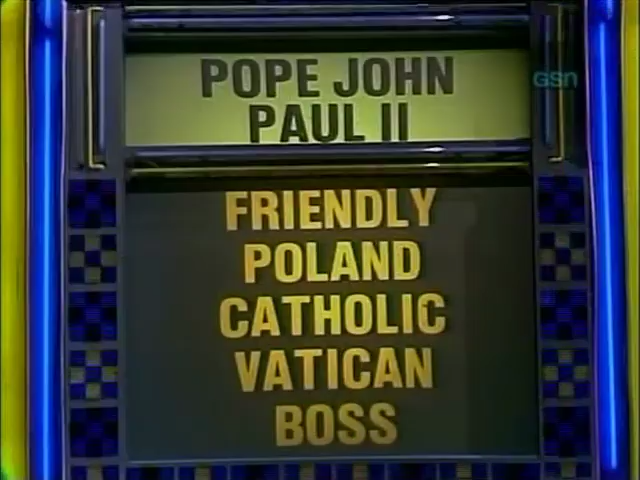 POPE JOHN
PAUL II
GSN
FRIENDLY
POLAND
CATHOLIC
VATICAN
BOSS